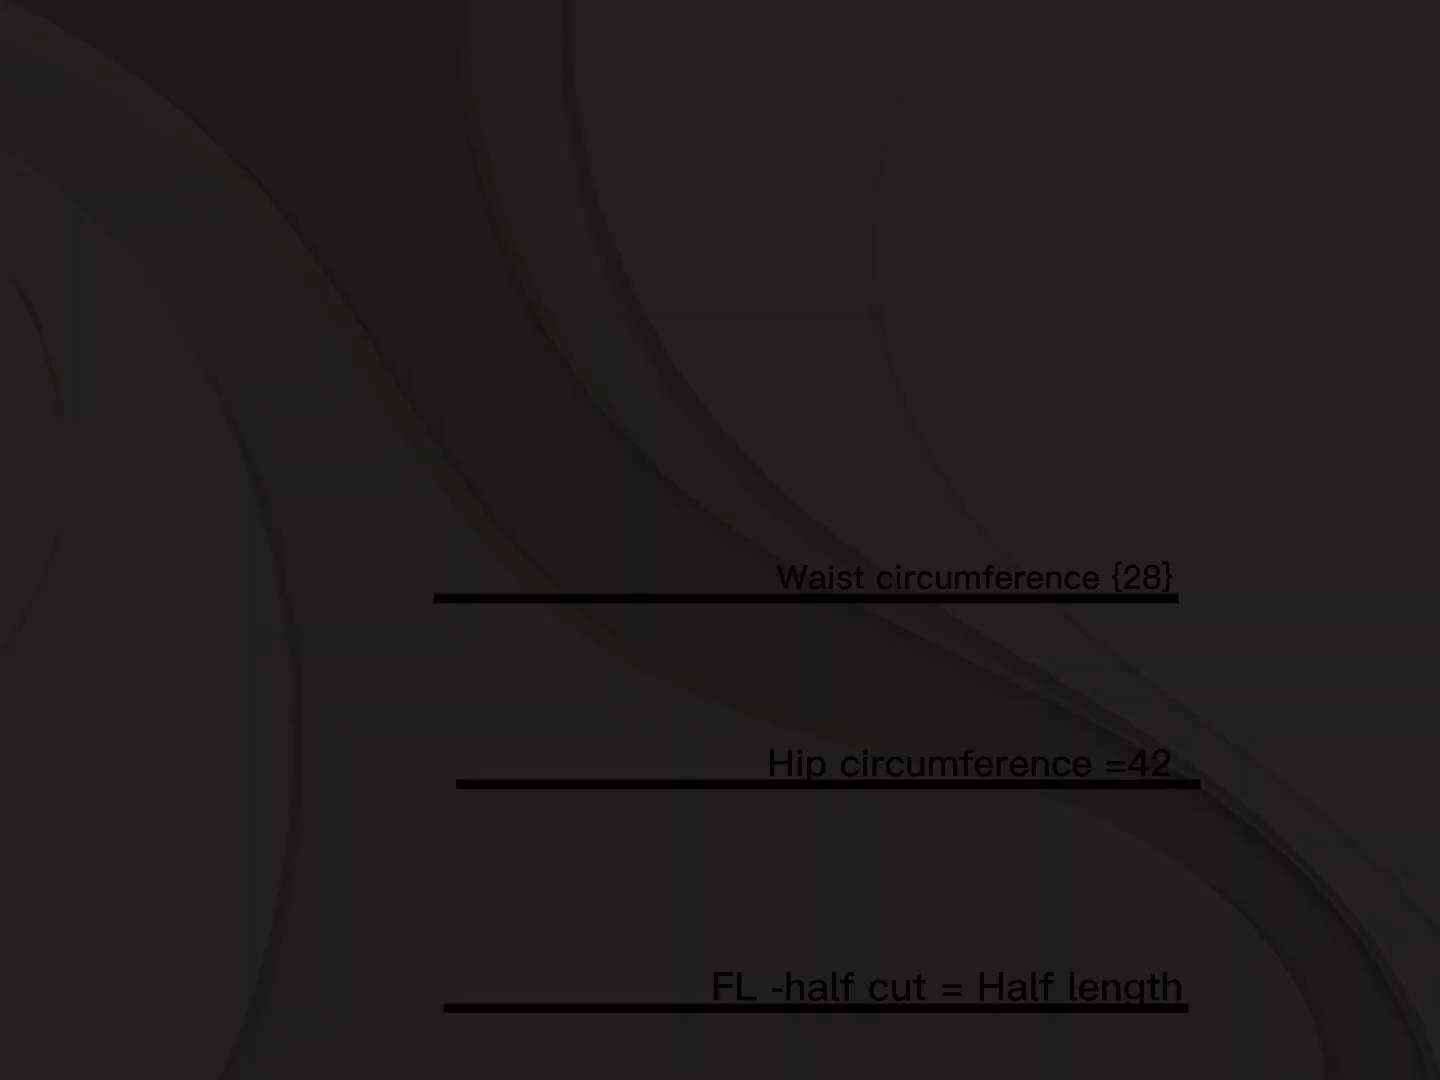 Waist circumference {28}
Hip circumference =42
FL -half cut = Half length